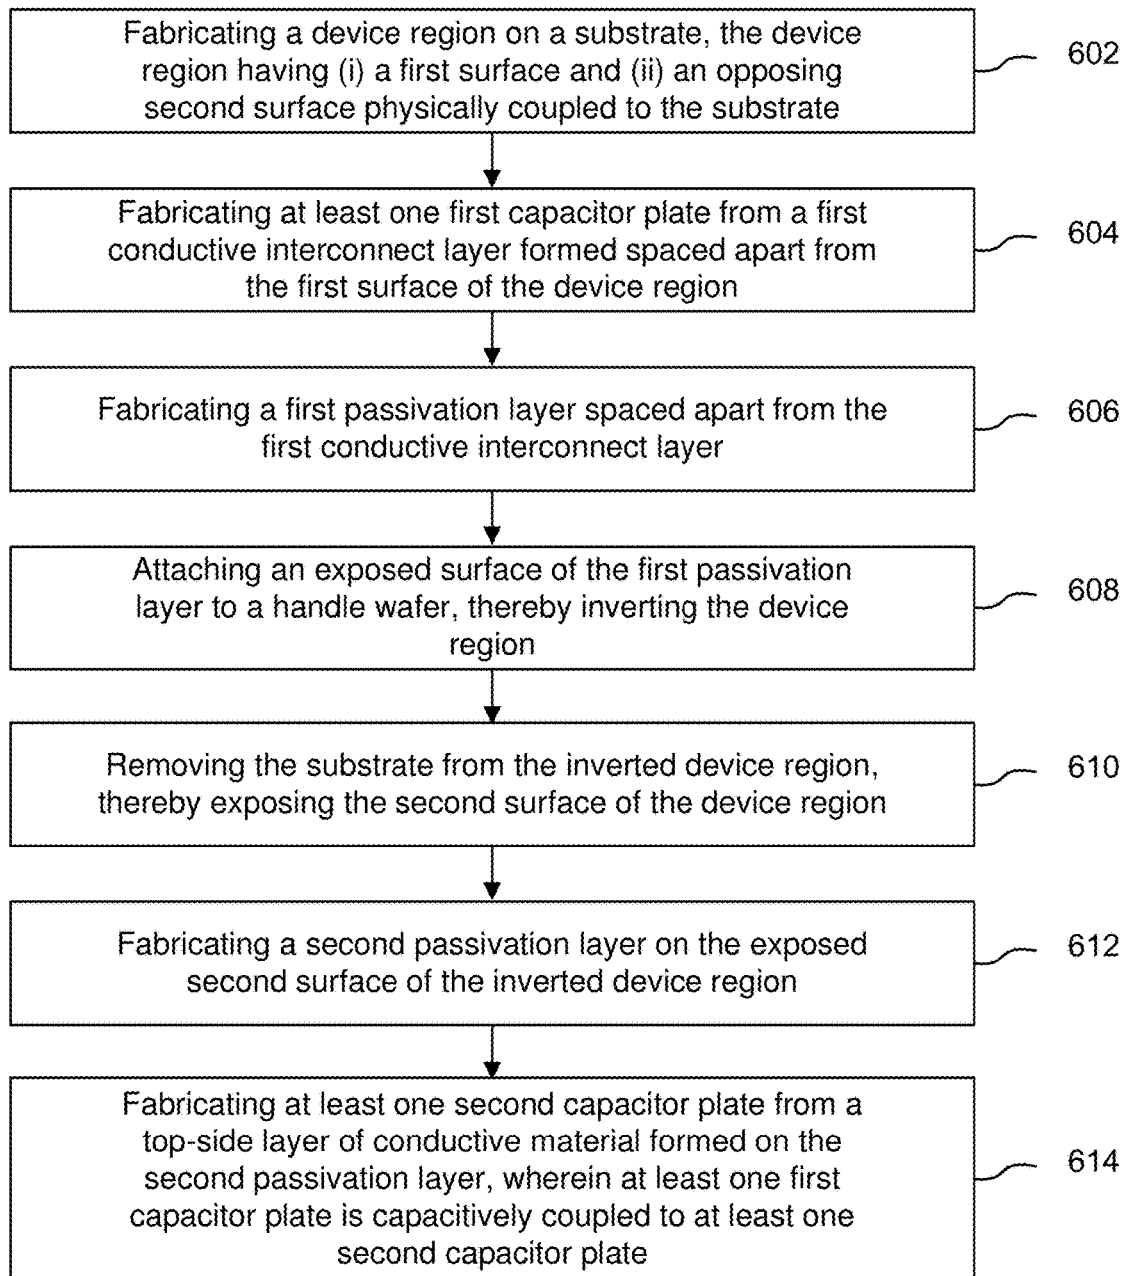 Fabricating a device region on a substrate, the device
region having (i) a first surface and (ii) an opposing
second surface physically coupled to the substrate
602
Fabricating at least one first capacitor plate from a first
conductive interconnect layer formed spaced apart from
the first surface of the device region
604
Fabricating a first passivation layer spaced apart from the
first conductive interconnect layer
606
Attaching an exposed surface of the first passivation
layer to a handle wafer, thereby inverting the device
region
608
Removing the substrate from the inverted device region,
thereby exposing the second surface of the device region
610
Fabricating a second passivation layer on the exposed
second surface of the inverted device region
612
Fabricating at least one second capacitor plate from a
top-side layer of conductive material formed on the
second passivation layer, wherein at least one first
capacitor plate is capacitively coupled to at least one
second capacitor plate
614